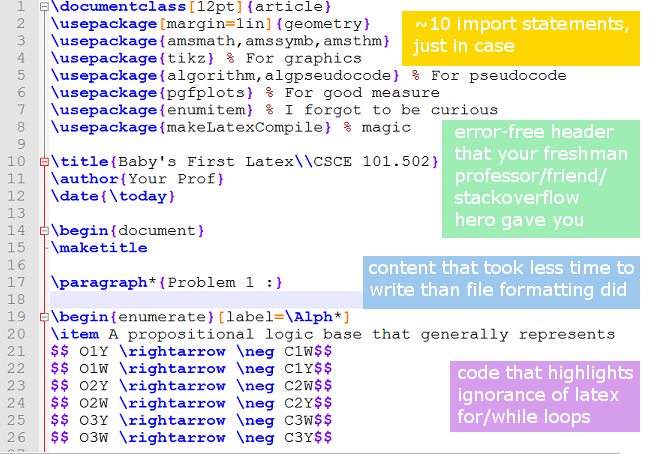 1 \documentclass[12pt]{article}
2 \usepackage[margin=1in]{geometry}
~10 import statements,
3 \usepackage{amsmath,amssymb,amsthm}
just in case
4 \usepackage{tikz} % For graphics
5 \usepackage{algorithm,algpseudocode} % For pseudocode
6 \usepackage{pgfplots} % For good measure
7 \usepackage{enumitem} % I forgot to be curious
8 \usepackage{makeLatexCompile} % magic
error-free header
that your freshman
professor/friend/
stackoverflow
hero gave you
9
10 \title{Baby's First Latex\\CSCE 101.502}
11 \author{Your Prof}
12 \date{\today}
13
14 \begin{document}
15 \maketitle
16
content that took less time to
write than file formatting did
17 \paragraph*{Problem 1 :}
18
19 \begin{enumerate}[label=\Alph*]
20 \item A propositional logic base that generally represents
21 $$ O1Y \rightarrow \neg C1W$$
22 $$ O1W \rightarrow \neg C1Y$$
23 $$ O2Y \rightarrow \neg C2W$$
24 $$ O2W \rightarrow \neg C2Y$$
25 $$ O3Y \rightarrow \neg C3W$$
26 $$ O3W \rightarrow \neg C3Y$$
code that highlights
ignorance of latex
for/while loops